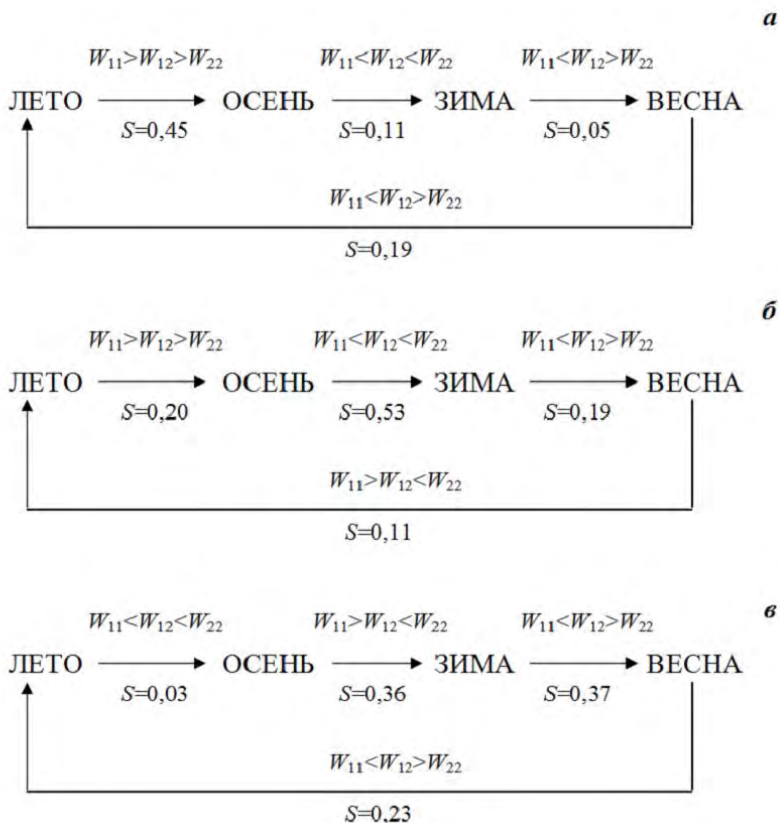 а
W₁₁>W₁₂>W₂₂ W₁₁<W₁₂<W₂₂ W₁₁<W₁₂>W₂₂
ЛЕТО ОСЕНЬ ЗИМА ВЕСНА
S=0,45 S=0,11 S=0,05
W₁₁<W₁₂>W₂₂
S=0,19
б
W₁₁>W₁₂>W₂₂ W₁₁<W₁₂<W₂₂ W₁₁<W₁₂>W₂₂
ЛЕТО ОСЕНЬ ЗИМА ВЕСНА
S=0,20 S=0,53 S=0,19
W₁₁>W₁₂<W₂₂
S=0,11
в
W₁₁<W₁₂<W₂₂ W₁₁>W₁₂<W₂₂ W₁₁<W₁₂>W₂₂
ЛЕТО ОСЕНЬ ЗИМА ВЕСНА
S=0,03 S=0,36 S=0,37
W₁₁<W₁₂>W₂₂
S=0,23